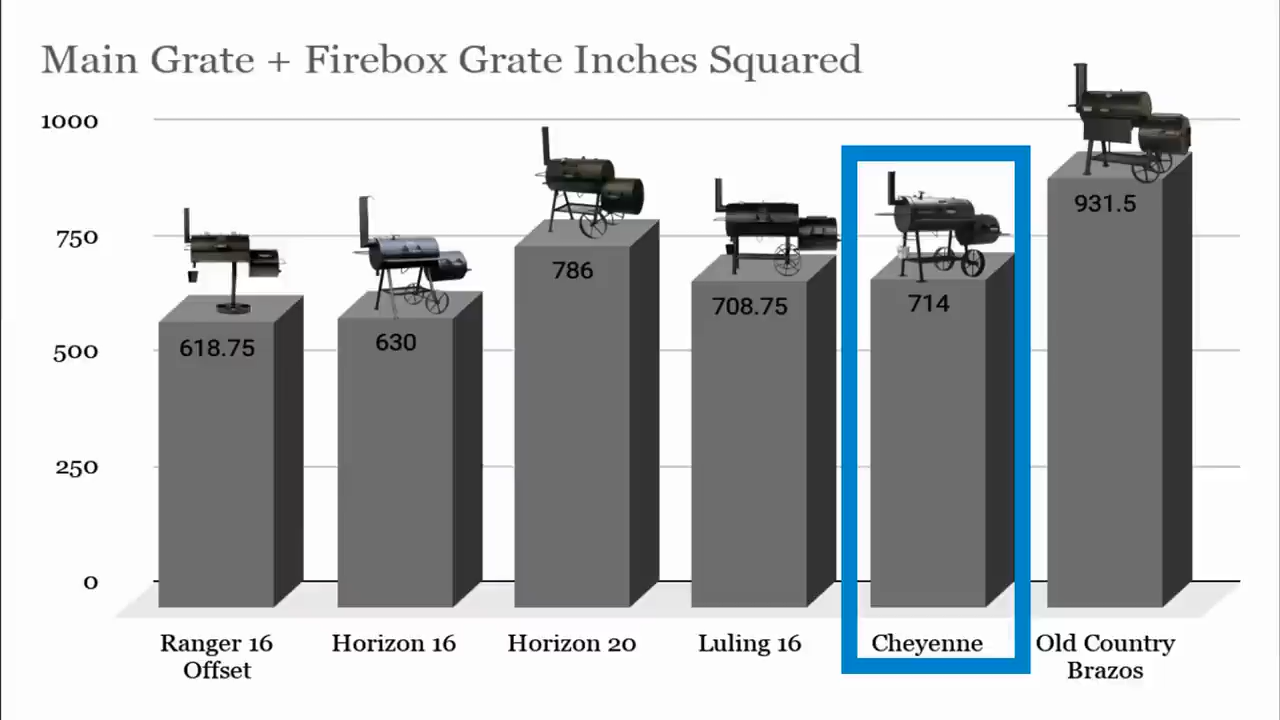 Main Grate + Firebox Grate Inches Squared
1000
750
500
250
0
618.75
630
786
708.75
714
931.5
Ranger 16
Offset
Horizon 16
Horizon 20
Luling 16
Cheyenne
Old Country
Brazos